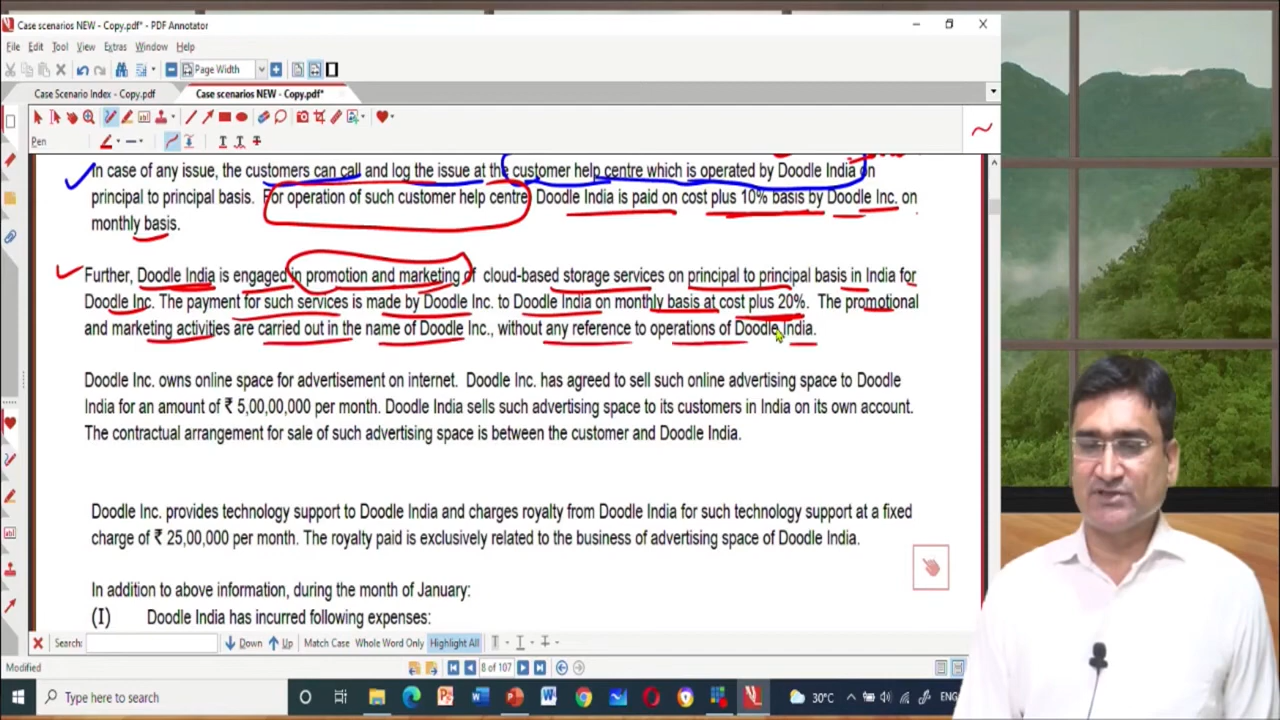 Case scenarios NEW - Copy.pdf* - PDF Annotator
File Edit Tool View Extras Window Help
Page Width
Case Scenario Index - Copy.pdf Case scenarios NEW - Copy.pdf*
Pen
In case of any issue, the customers can call and log the issue at the customer help centre which is operated by Doodle India on
principal to principal basis. For operation of such customer help centre Doodle India is paid on cost plus 10% basis by Doodle Inc. on
monthly basis.
Further, Doodle India is engaged in promotion and marketing of cloud-based storage services on principal to principal basis in India for
Doodle Inc. The payment for such services is made by Doodle Inc. to Doodle India on monthly basis at cost plus 20%. The promotional
and marketing activities are carried out in the name of Doodle Inc., without any reference to operations of Doodle India.
Doodle Inc. owns online space for advertisement on internet. Doodle Inc. has agreed to sell such online advertising space to Doodle
India for an amount of ₹ 5,00,00,000 per month. Doodle India sells such advertising space to its customers in India on its own account.
The contractual arrangement for sale of such advertising space is between the customer and Doodle India.
Doodle Inc. provides technology support to Doodle India and charges royalty from Doodle India for such technology support at a fixed
charge of ₹ 25,00,000 per month. The royalty paid is exclusively related to the business of advertising space of Doodle India.
In addition to above information, during the month of January:
(I) Doodle India has incurred following expenses:
Search: Down Up Match Case Whole Word Only Highlight All
Modified 8 of 107
Type here to search 30°C ENG